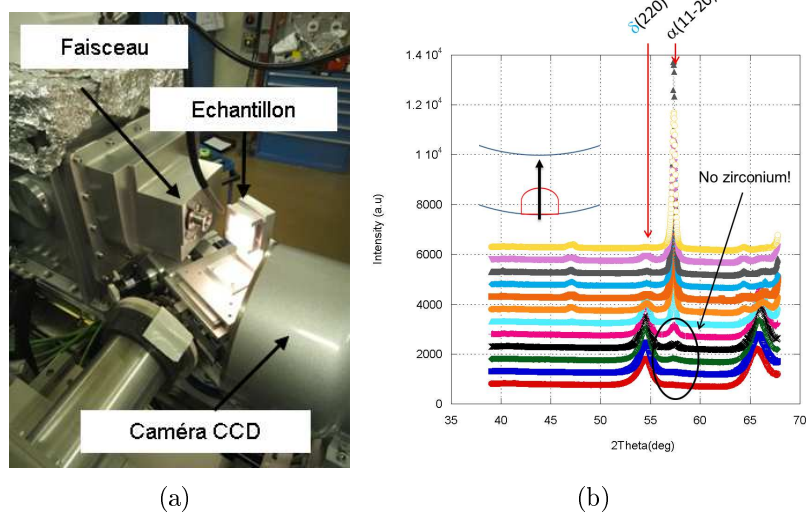 Faisceau
Echantillon
Caméra CCD
(a)
δ(220)
α(11-20)
1.4 10⁴
1.2 10⁴
1 10⁴
8000
6000
4000
2000
0
Intensity (a.u)
No zirconium!
35
40
45
50
55
60
65
70
2Theta(deg)
(b)